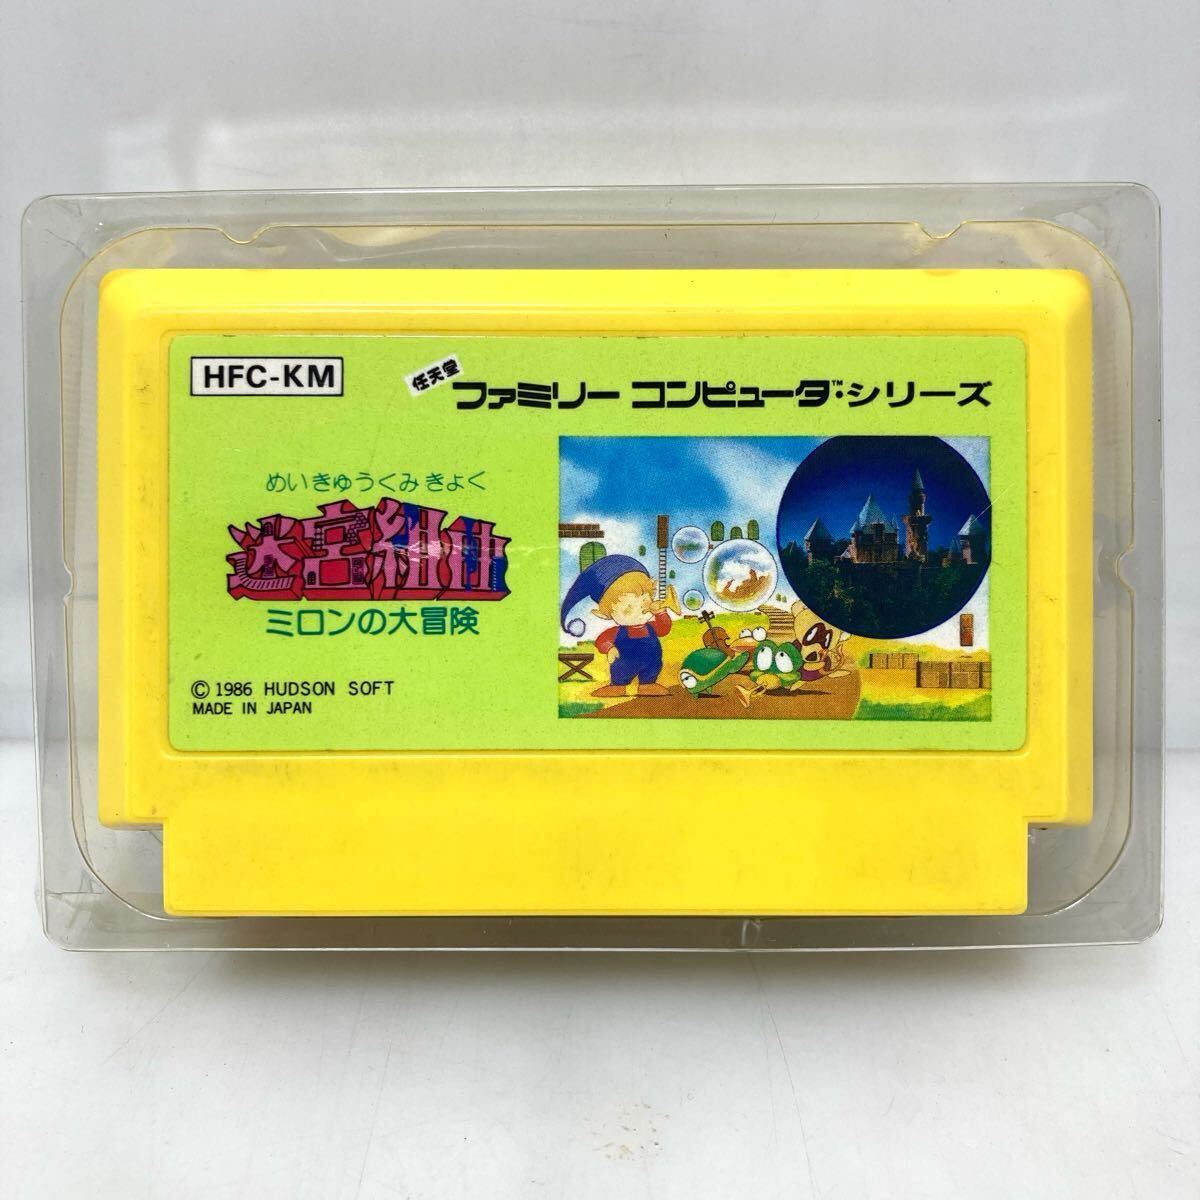 HFC-KM
任天堂
ファミリー コンピュータ™・シリーズ
めいきゅうくみきょく
迷宮組曲
ミロンの大冒険
© 1986 HUDSON SOFT
MADE IN JAPAN